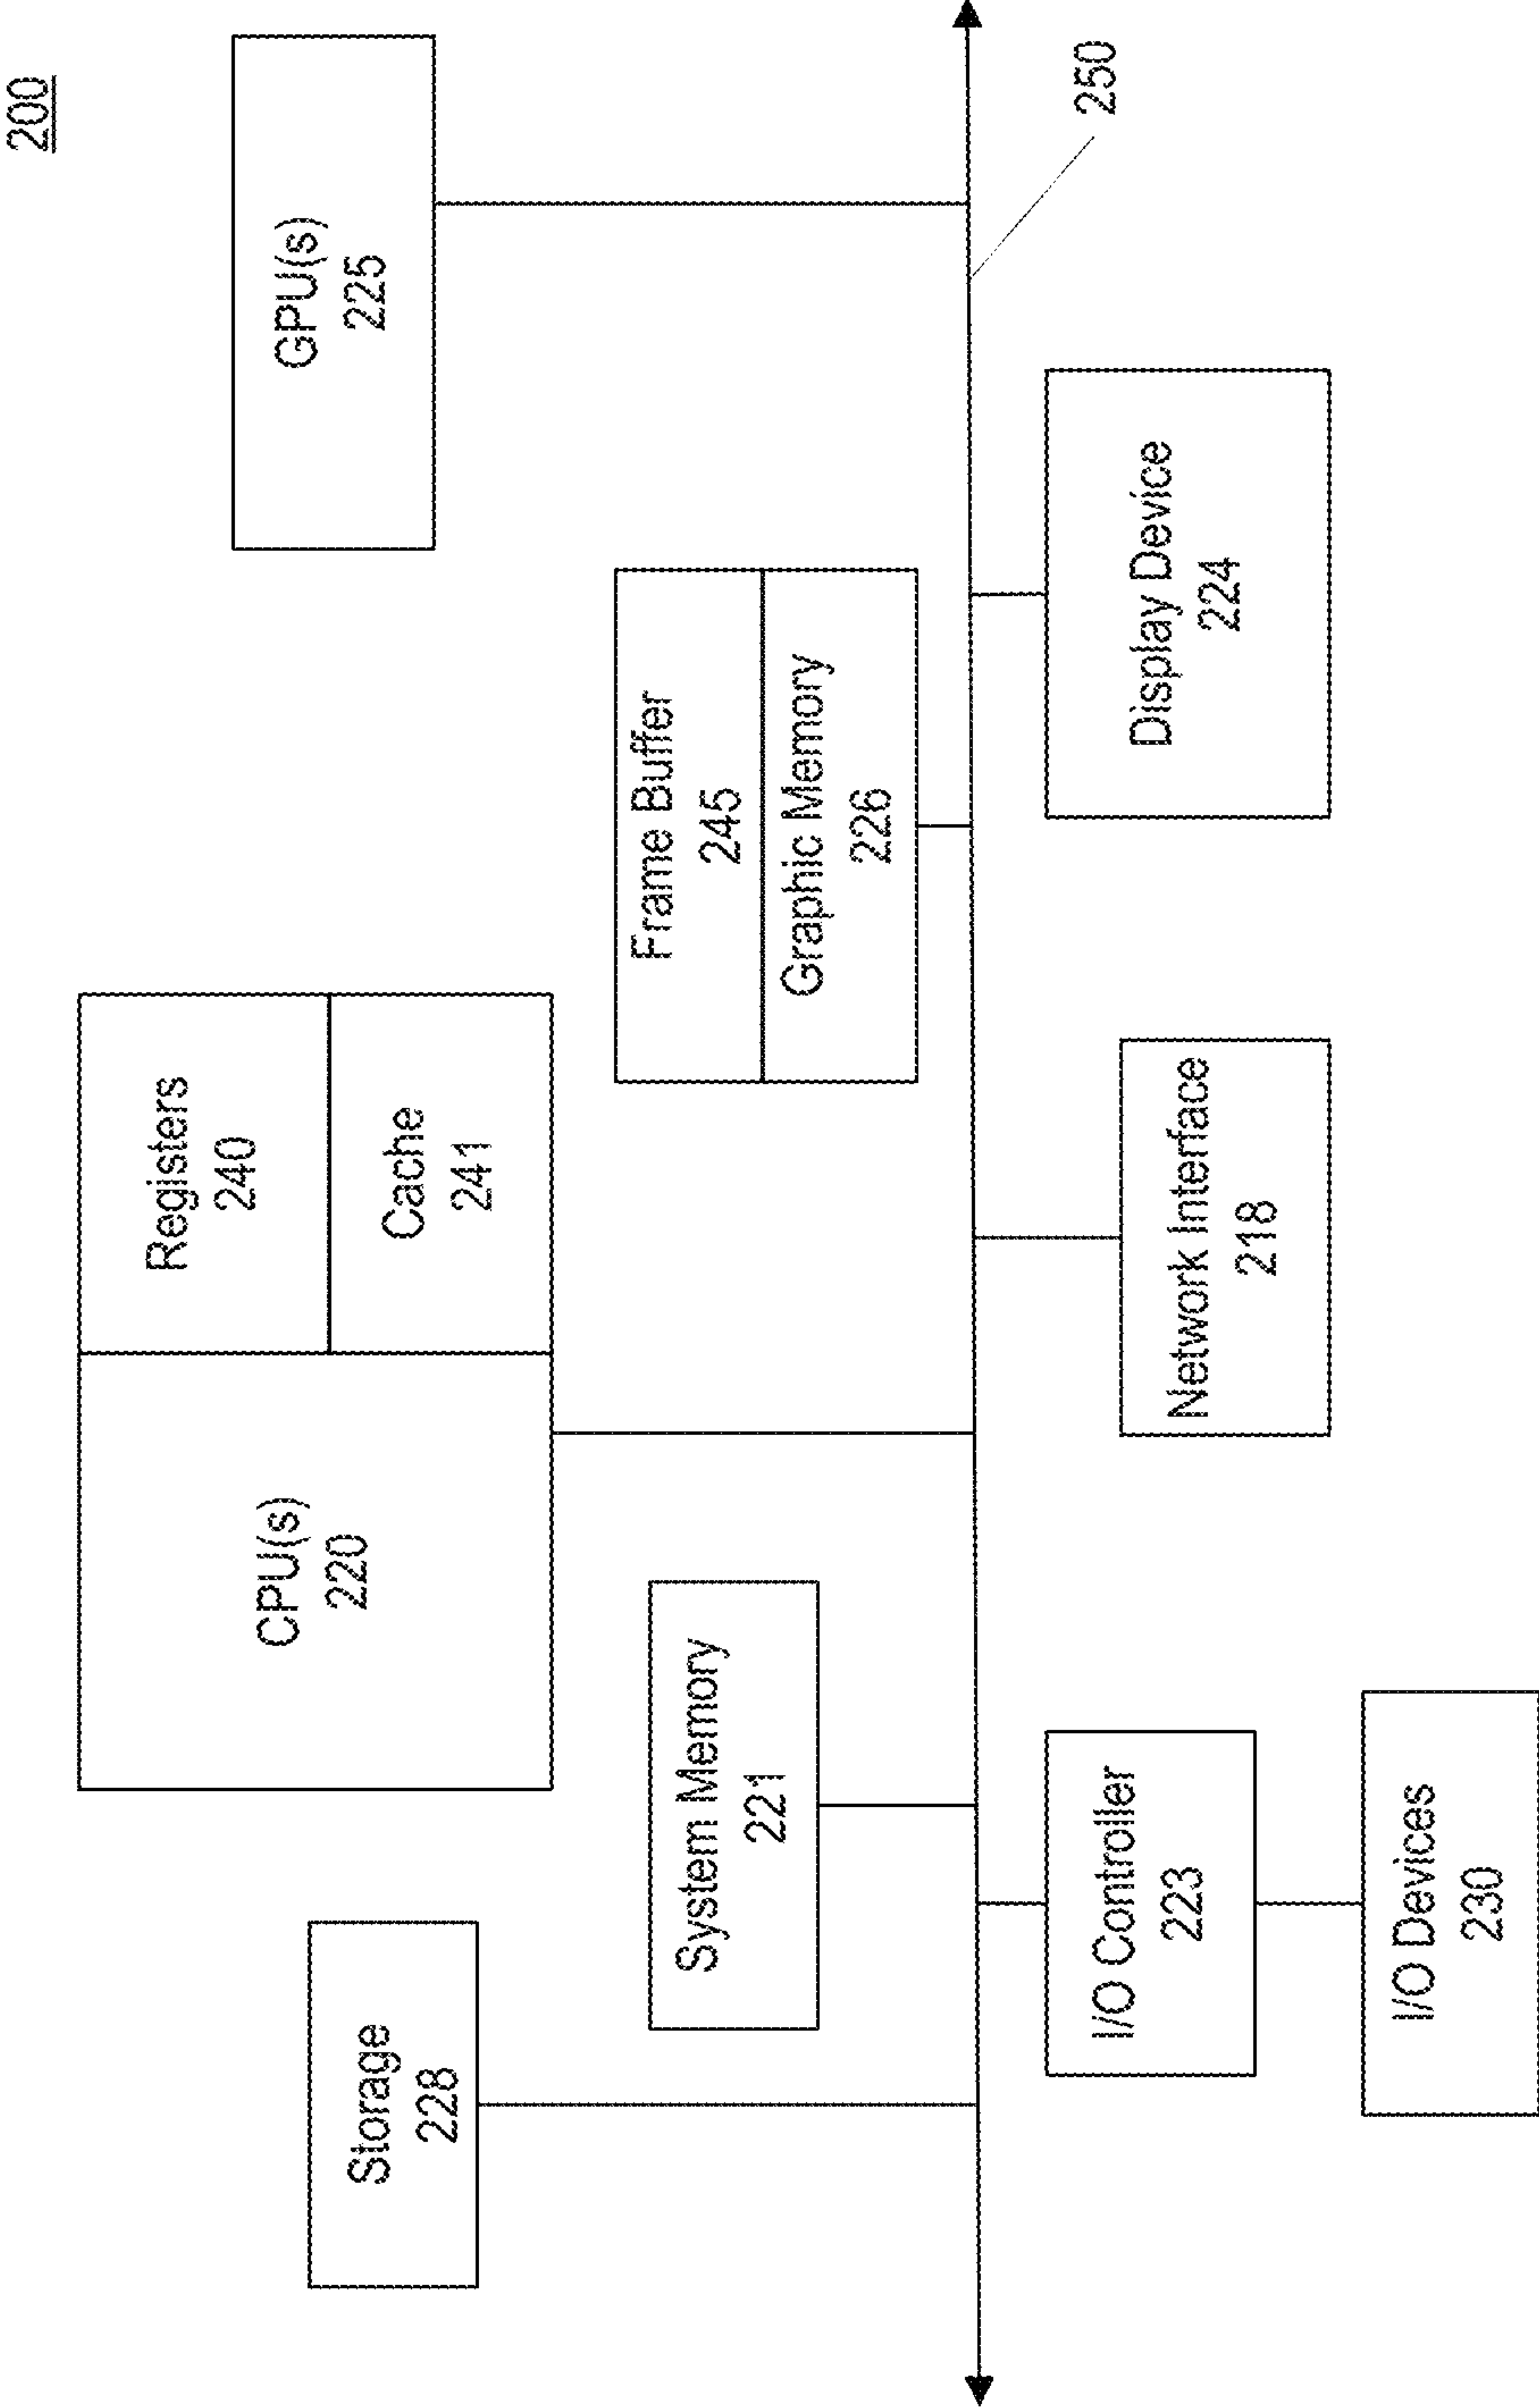 200
CPU(s)
220
Registers
240
Cache
241
GPU(s)
225
Storage
228
System Memory
221
Frame Buffer
245
Graphic Memory
226
250
I/O Controller
223
I/O Devices
230
Network Interface
218
Display Device
224